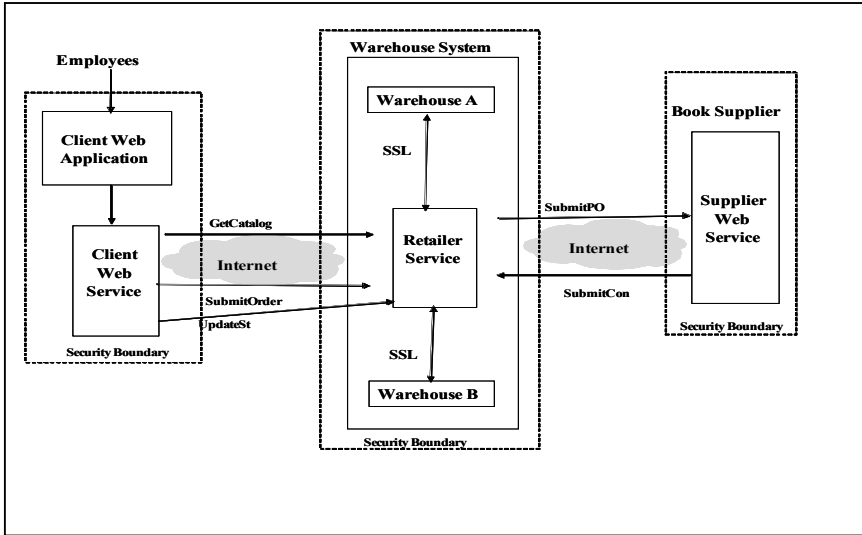 Employees
Client Web
Application
Client
Web
Service
Security Boundary
GetCatalog
Internet
SubmitOrder
UpdateSt
Warehouse System
Warehouse A
SSL
Retailer
Service
SSL
Warehouse B
Security Boundary
SubmitPO
Internet
SubmitCon
Book Supplier
Supplier
Web
Service
Security Boundary